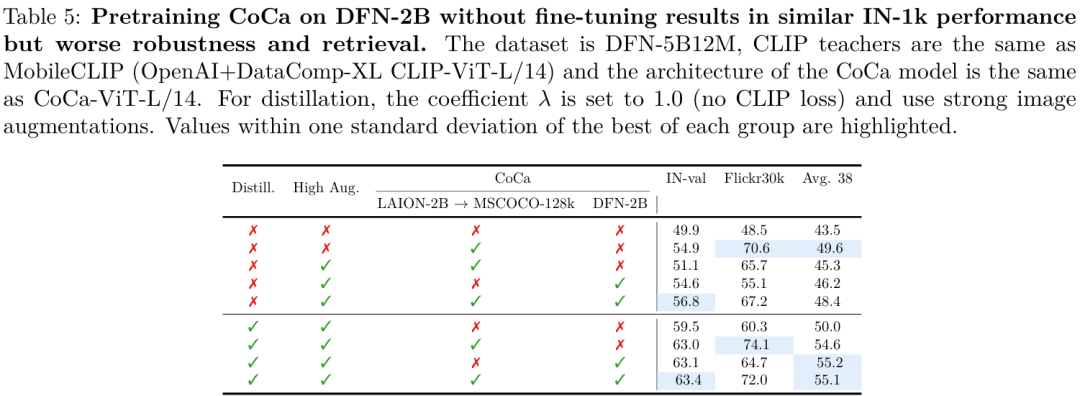 Table 5: Pretraining CoCa on DFN-2B without fine-tuning results in similar IN-1k performance
but worse robustness and retrieval. The dataset is DFN-5B12M, CLIP teachers are the same as
MobileCLIP (OpenAI+DataComp-XL CLIP-ViT-L/14) and the architecture of the CoCa model is the same
as CoCa-ViT-L/14. For distillation, the coefficient λ is set to 1.0 (no CLIP loss) and use strong image
augmentations. Values within one standard deviation of the best of each group are highlighted.
Distill. High Aug. CoCa IN-val Flickr30k Avg. 38
LAION-2B → MSCOCO-128k DFN-2B
✗ ✗ ✗ ✗ 49.9 48.5 43.5
✗ ✗ ✓ ✗ 54.9 70.6 49.6
✗ ✓ ✓ ✗ 51.1 65.7 45.3
✗ ✓ ✗ ✓ 54.6 55.1 46.2
✗ ✓ ✓ ✓ 56.8 67.2 48.4
✓ ✓ ✗ ✗ 59.5 60.3 50.0
✓ ✓ ✓ ✗ 63.0 74.1 54.6
✓ ✓ ✗ ✓ 63.1 64.7 55.2
✓ ✓ ✓ ✓ 63.4 72.0 55.1